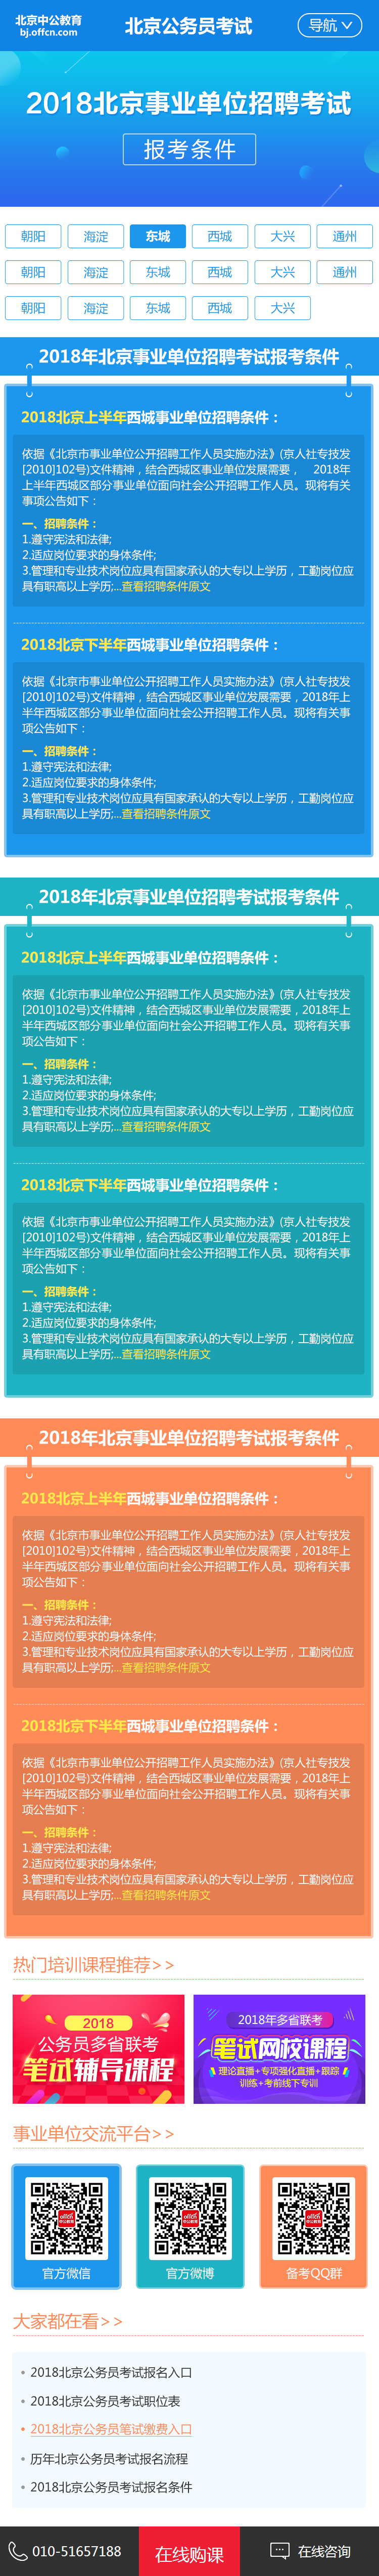 北京中公教育
bj.offcn.com
北京公务员考试
导航
2018北京事业单位招聘考试
报考条件
朝阳 海淀 东城 西城 大兴 通州
朝阳 海淀 东城 西城 大兴 通州
朝阳 海淀 东城 西城 大兴
2018年北京事业单位招聘考试报考条件
2018北京上半年西城事业单位招聘条件：
依据《北京市事业单位公开招聘工作人员实施办法》(京人社专技发
[2010]102号)文件精神，结合西城区事业单位发展需要， 2018年
上半年西城区部分事业单位面向社会公开招聘工作人员。现将有关
事项公告如下：
一、招聘条件：
1.遵守宪法和法律;
2.适应岗位要求的身体条件;
3.管理和专业技术岗位应具有国家承认的大专以上学历，工勤岗位应
具有职高以上学历;...查看招聘条件原文
2018北京下半年西城事业单位招聘条件：
依据《北京市事业单位公开招聘工作人员实施办法》(京人社专技发
[2010]102号)文件精神，结合西城区事业单位发展需要，2018年上
半年西城区部分事业单位面向社会公开招聘工作人员。现将有关事
项公告如下：
一、招聘条件：
1.遵守宪法和法律;
2.适应岗位要求的身体条件;
3.管理和专业技术岗位应具有国家承认的大专以上学历，工勤岗位应
具有职高以上学历;...查看招聘条件原文
2018年北京事业单位招聘考试报考条件
2018北京上半年西城事业单位招聘条件：
依据《北京市事业单位公开招聘工作人员实施办法》(京人社专技发
[2010]102号)文件精神，结合西城区事业单位发展需要，2018年上
半年西城区部分事业单位面向社会公开招聘工作人员。现将有关事
项公告如下：
一、招聘条件：
1.遵守宪法和法律;
2.适应岗位要求的身体条件;
3.管理和专业技术岗位应具有国家承认的大专以上学历，工勤岗位应
具有职高以上学历;...查看招聘条件原文
2018北京下半年西城事业单位招聘条件：
依据《北京市事业单位公开招聘工作人员实施办法》(京人社专技发
[2010]102号)文件精神，结合西城区事业单位发展需要，2018年上
半年西城区部分事业单位面向社会公开招聘工作人员。现将有关事
项公告如下：
一、招聘条件：
1.遵守宪法和法律;
2.适应岗位要求的身体条件;
3.管理和专业技术岗位应具有国家承认的大专以上学历，工勤岗位应
具有职高以上学历;...查看招聘条件原文
2018年北京事业单位招聘考试报考条件
2018北京上半年西城事业单位招聘条件：
依据《北京市事业单位公开招聘工作人员实施办法》(京人社专技发
[2010]102号)文件精神，结合西城区事业单位发展需要，2018年上
半年西城区部分事业单位面向社会公开招聘工作人员。现将有关事
项公告如下：
一、招聘条件：
1.遵守宪法和法律;
2.适应岗位要求的身体条件;
3.管理和专业技术岗位应具有国家承认的大专以上学历，工勤岗位应
具有职高以上学历;...查看招聘条件原文
2018北京下半年西城事业单位招聘条件：
依据《北京市事业单位公开招聘工作人员实施办法》(京人社专技发
[2010]102号)文件精神，结合西城区事业单位发展需要，2018年上
半年西城区部分事业单位面向社会公开招聘工作人员。现将有关事
项公告如下：
一、招聘条件：
1.遵守宪法和法律;
2.适应岗位要求的身体条件;
3.管理和专业技术岗位应具有国家承认的大专以上学历，工勤岗位应
具有职高以上学历;...查看招聘条件原文
热门培训课程推荐>>
2018
公务员多省联考
笔试辅导课程
2018年多省联考
笔试网校课程
理论直播+专项强化直播+跟踪
训练+考前线下专训
事业单位交流平台>>
offcn
中公教育
offcn
中公教育
offcn
中公教育
官方微信 官方微博 备考QQ群
大家都在看>>
2018北京公务员考试报名入口
2018北京公务员考试职位表
2018北京公务员笔试缴费入口
历年北京公务员考试报名流程
2018北京公务员考试报名条件
010-51657188 在线购课 在线咨询